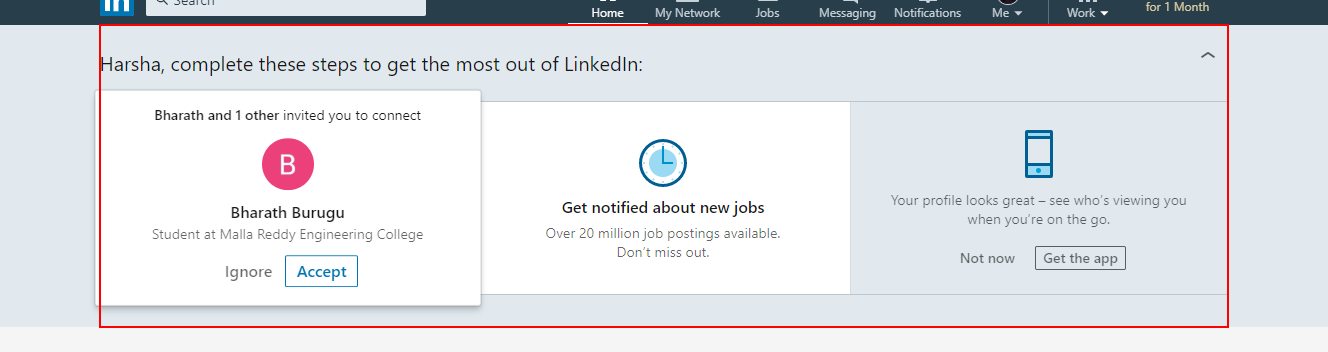 in
Search
Home
My Network
Jobs
Messaging
Notifications
Me
Work
for 1 Month
Harsha, complete these steps to get the most out of LinkedIn:
Bharath and 1 other invited you to connect
B
Bharath Burugu
Student at Malla Reddy Engineering College
Ignore
Accept
Get notified about new jobs
Over 20 million job postings available.
Don't miss out.
Your profile looks great – see who's viewing you
when you're on the go.
Not now
Get the app